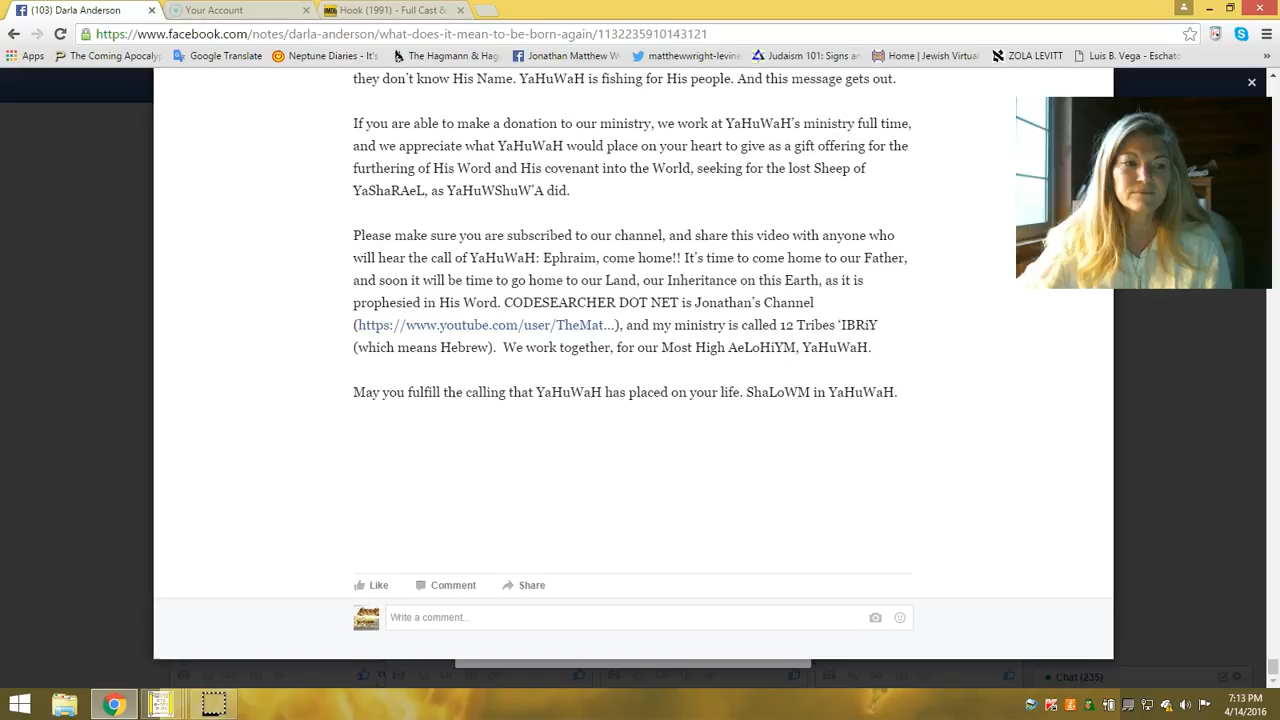 (103) Darla Anderson
Your Account
Hook (1991) - Full Cast &
https://www.facebook.com/notes/darla-anderson/what-does-it-mean-to-be-born-again/1132235910143121
Apps
The Coming Apocaly
Google Translate
Neptune Diaries - It's
The Hagmann & Hag
Jonathan Matthew
matthewwright-levine
Judaism 101: Signs an
Home | Jewish Virtual
ZOLA LEVITT
Luis B. Vega - Eschato
they don't know His Name. YaHuWaH is fishing for His people. And this message gets out.
If you are able to make a donation to our ministry, we work at YaHuWaH's ministry full time,
and we appreciate what YaHuWaH would place on your heart to give as a gift offering for the
furthering of His Word and His covenant into the World, seeking for the lost Sheep of
YaShaRAeL, as YaHuWShuW'A did.
Please make sure you are subscribed to our channel, and share this video with anyone who
will hear the call of YaHuWaH: Ephraim, come home!! It's time to come home to our Father,
and soon it will be time to go home to our Land, our Inheritance on this Earth, as it is
prophesied in His Word. CODESEARCHER DOT NET is Jonathan's Channel
(https://www.youtube.com/user/TheMat...), and my ministry is called 12 Tribes 'IBRiY
(which means Hebrew). We work together, for our Most High AeLoHiYM, YaHuWaH.
May you fulfill the calling that YaHuWaH has placed on your life. ShaLoWM in YaHuWaH.
Like
Comment
Share
Write a comment...
Chat (235)
7:13 PM
4/14/2016